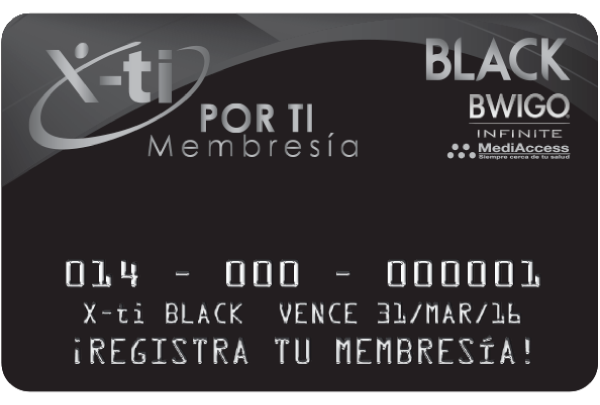 X-ti
POR TI
Membresía
BLACK
BWIGO®
INFINITE
MediAccess
Siempre cerca de tu salud
014 - 000 - 000001
X-ti BLACK VENCE 31/MAR/16
¡REGISTRA TU MEMBRESÍA!